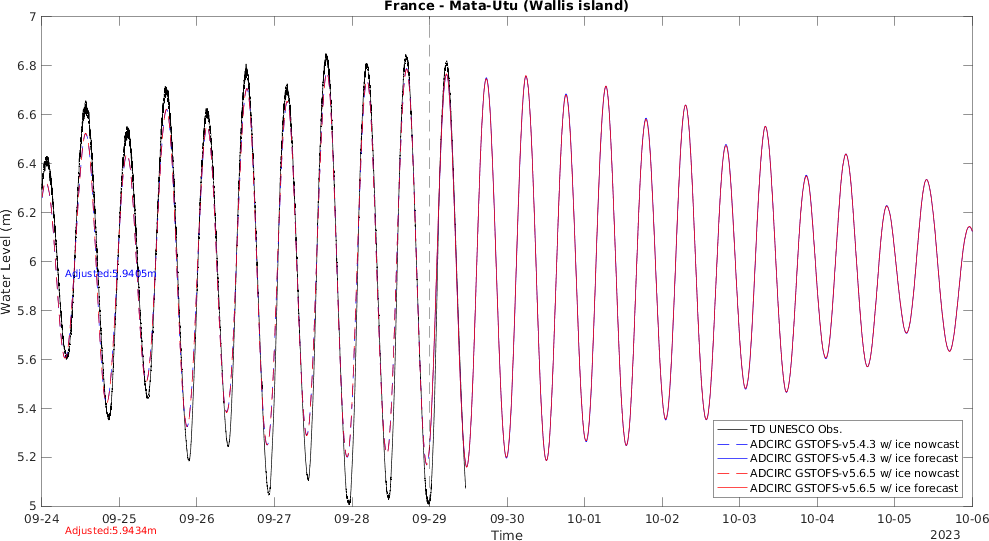 France - Mata-Utu (Wallis island)
7
6.8
6.6
6.4
6.2
6
5.8
5.6
5.4
5.2
5
Water Level (m)
Adjusted:5.9405m
Adjusted:5.9434m
TD UNESCO Obs.
ADCIRC GSTOFS-v5.4.3 w/ ice nowcast
ADCIRC GSTOFS-v5.4.3 w/ ice forecast
ADCIRC GSTOFS-v5.6.5 w/ ice nowcast
ADCIRC GSTOFS-v5.6.5 w/ ice forecast
09-24 09-25 09-26 09-27 09-28 09-29 09-30 10-01 10-02 10-03 10-04 10-05 10-06
Time
2023